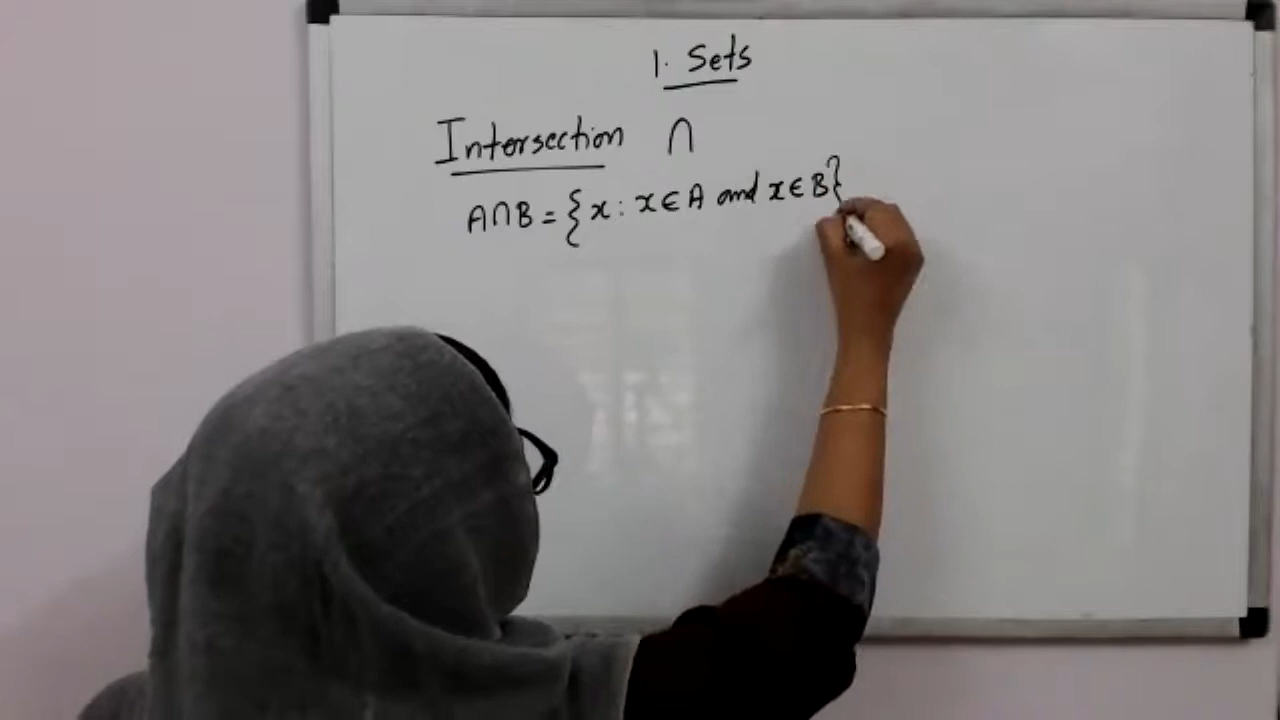 1. Sets
Intersection ∩
A∩B = {x : x∈A and x∈B}